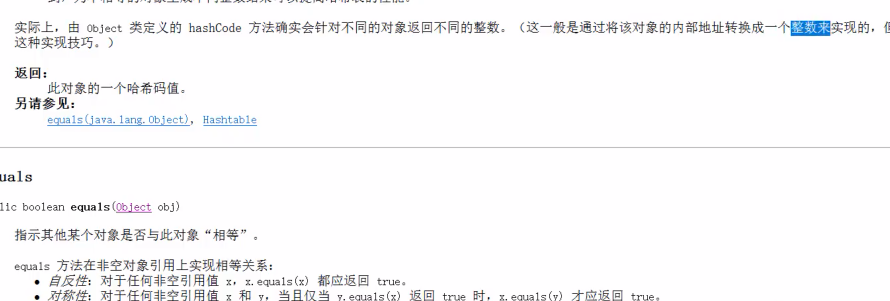 实际上，由 Object 类定义的 hashCode 方法确实会针对不同的对象返回不同的整数。（这一般是通过将该对象的内部地址转换成一个整数来实现的，但
这种实现技巧。）
返回：
此对象的一个哈希码值。
另请参见：
equals(java.lang.Object), Hashtable
uals
lic boolean equals(Object obj)
指示其他某个对象是否与此对象“相等”。
equals 方法在非空对象引用上实现相等关系：
• 自反性：对于任何非空引用值 x，x.equals(x) 都应返回 true。
• 对称性：对于任何非空引用值 x 和 y，当且仅当 y.equals(x) 返回 true 时，x.equals(y) 才应返回 true。